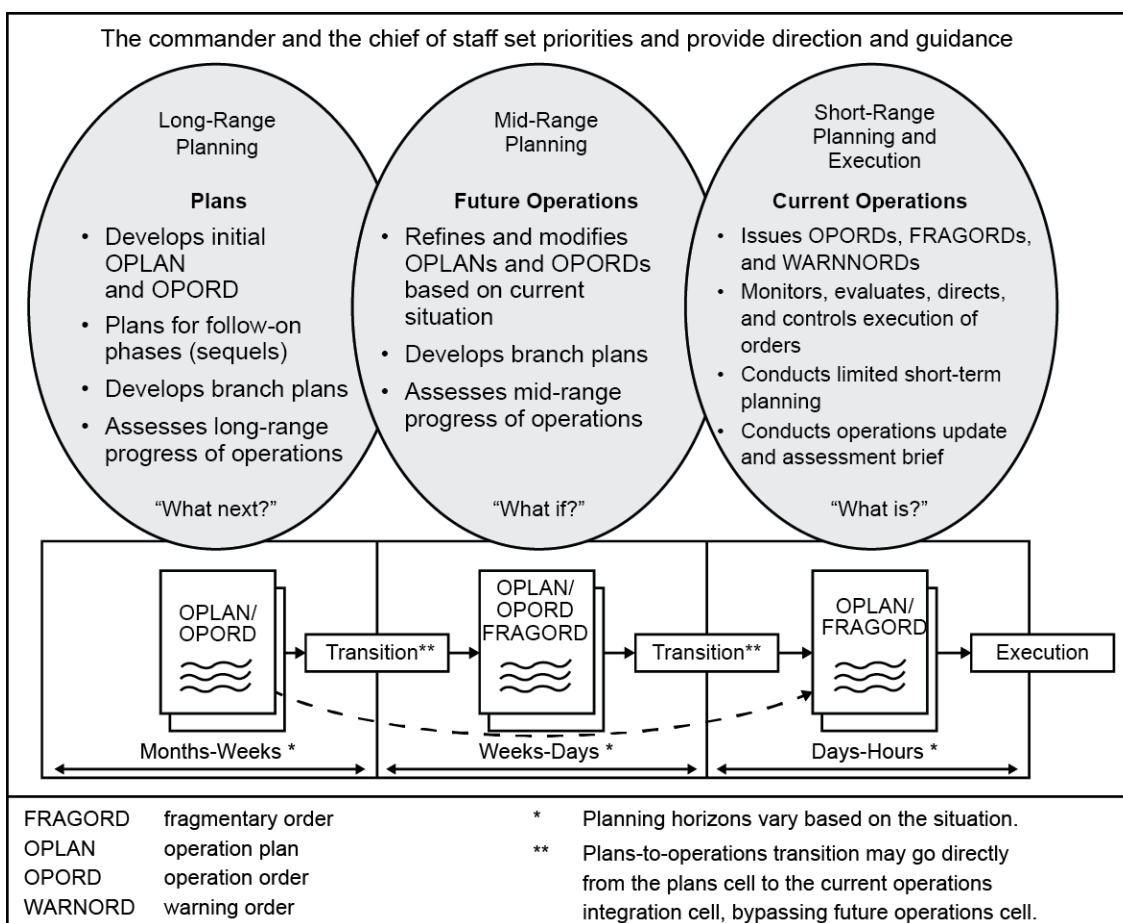 The commander and the chief of staff set priorities and provide direction and guidance
Long-Range
Planning
Plans
• Develops initial
OPLAN
and OPORD
• Plans for follow-on
phases (sequels)
• Develops branch plans
• Assesses long-range
progress of operations
“What next?”
Mid-Range
Planning
Future Operations
• Refines and modifies
OPLANs and OPORDs
based on current
situation
• Develops branch plans
• Assesses mid-range
progress of operations
“What if?”
Short-Range
Planning and
Execution
Current Operations
• Issues OPORDs, FRAGORDs,
and WARNNORDs
• Monitors, evaluates, directs,
and controls execution of
orders
• Conducts limited short-term
planning
• Conducts operations update
and assessment brief
“What is?”
OPLAN/
OPORD
Transition**
OPLAN/
OPORD
FRAGORD
Transition**
OPLAN/
FRAGORD
Execution
Months-Weeks *
Weeks-Days *
Days-Hours *
FRAGORD fragmentary order
OPLAN operation plan
OPORD operation order
WARNORD warning order
* Planning horizons vary based on the situation.
** Plans-to-operations transition may go directly
from the plans cell to the current operations
integration cell, bypassing future operations cell.